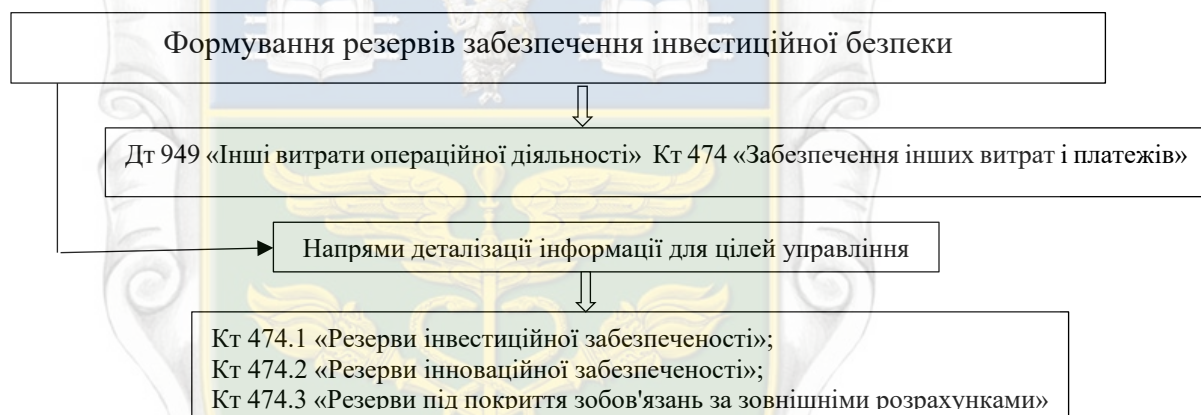 Формування резервів забезпечення інвестиційної безпеки
Дт 949 «Інші витрати операційної діяльності» Кт 474 «Забезпечення інших витрат і платежів»
Напрями деталізації інформації для цілей управління
Кт 474.1 «Резерви інвестиційної забезпеченості»;
Кт 474.2 «Резерви інноваційної забезпеченості»;
Кт 474.3 «Резерви під покриття зобов'язань за зовнішніми розрахунками»